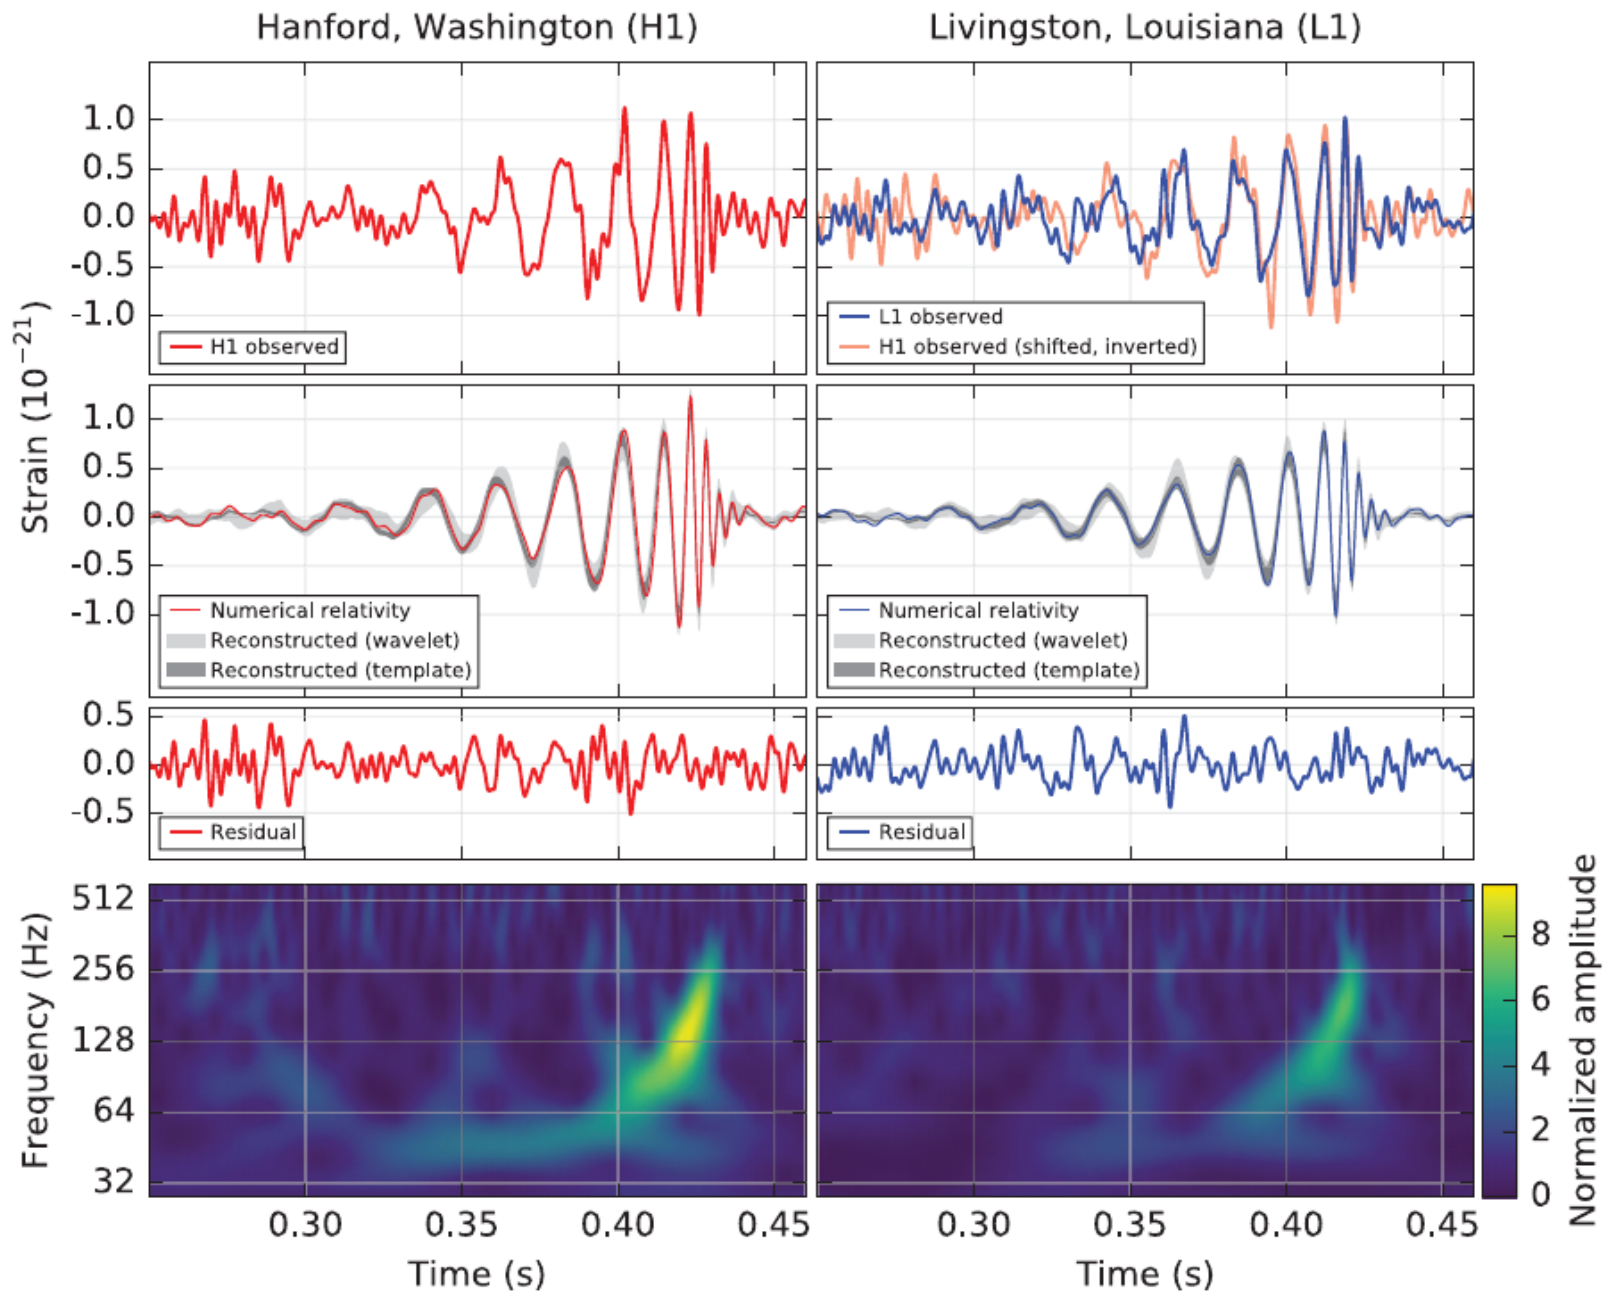 Hanford, Washington (H1)
Livingston, Louisiana (L1)
Strain (10⁻²¹)
1.0
0.5
0.0
-0.5
-1.0
H1 observed
L1 observed
H1 observed (shifted, inverted)
1.0
0.5
0.0
-0.5
-1.0
Numerical relativity
Reconstructed (wavelet)
Reconstructed (template)
Numerical relativity
Reconstructed (wavelet)
Reconstructed (template)
0.5
0.0
-0.5
Residual
Residual
Frequency (Hz)
512
256
128
64
32
Normalized amplitude
8
6
4
2
0
0.30 0.35 0.40 0.45
0.30 0.35 0.40 0.45
Time (s)
Time (s)